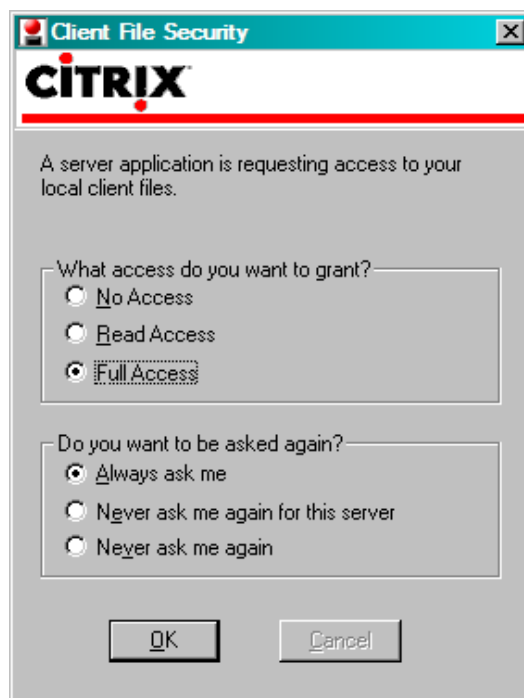 Client File Security
CiTRIX
A server application is requesting access to your
local client files.
What access do you want to grant?
No Access
Read Access
Full Access
Do you want to be asked again?
Always ask me
Never ask me again for this server
Never ask me again
OK
Cancel